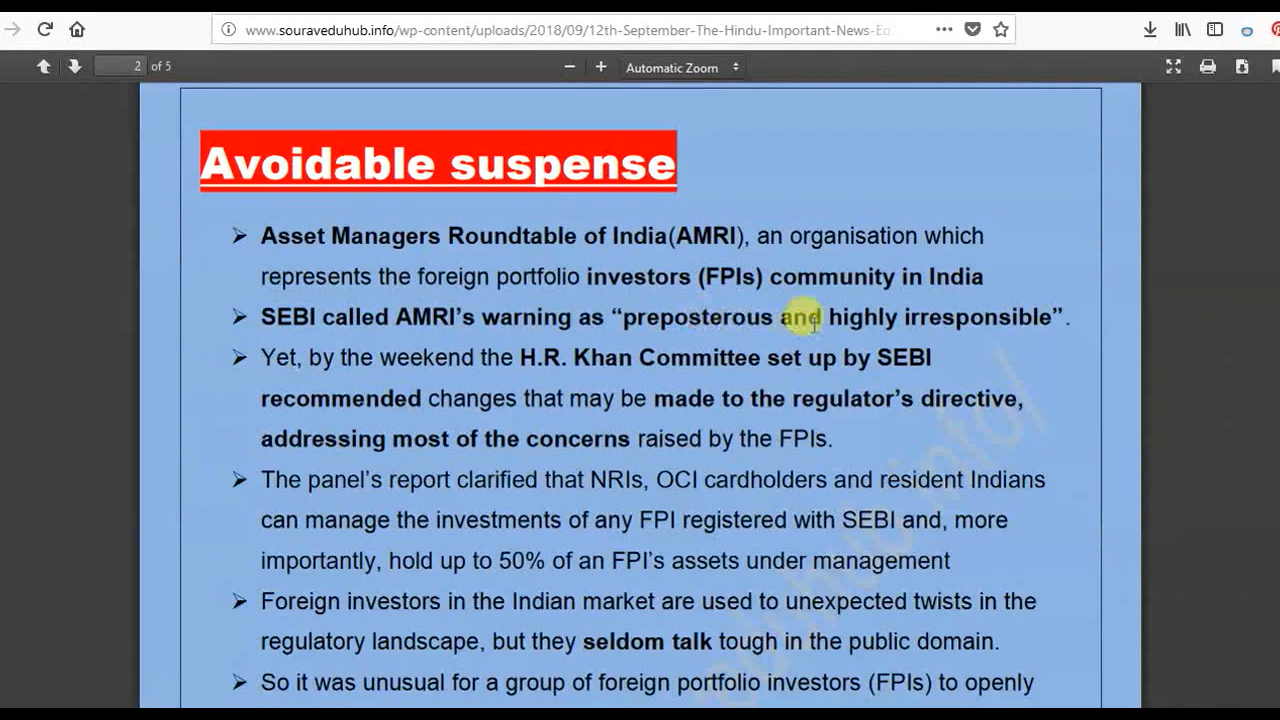 www.souraveduhub.info/wp-content/uploads/2018/09/12th-September-The-Hindu-Important-News-Ed
2 of 5
Automatic Zoom
Avoidable suspense
➢ Asset Managers Roundtable of India(AMRI), an organisation which
represents the foreign portfolio investors (FPIs) community in India
➢ SEBI called AMRI's warning as “preposterous and highly irresponsible”.
➢ Yet, by the weekend the H.R. Khan Committee set up by SEBI
recommended changes that may be made to the regulator's directive,
addressing most of the concerns raised by the FPIs.
➢ The panel's report clarified that NRIs, OCI cardholders and resident Indians
can manage the investments of any FPI registered with SEBI and, more
importantly, hold up to 50% of an FPI's assets under management
➢ Foreign investors in the Indian market are used to unexpected twists in the
regulatory landscape, but they seldom talk tough in the public domain.
➢ So it was unusual for a group of foreign portfolio investors (FPIs) to openly